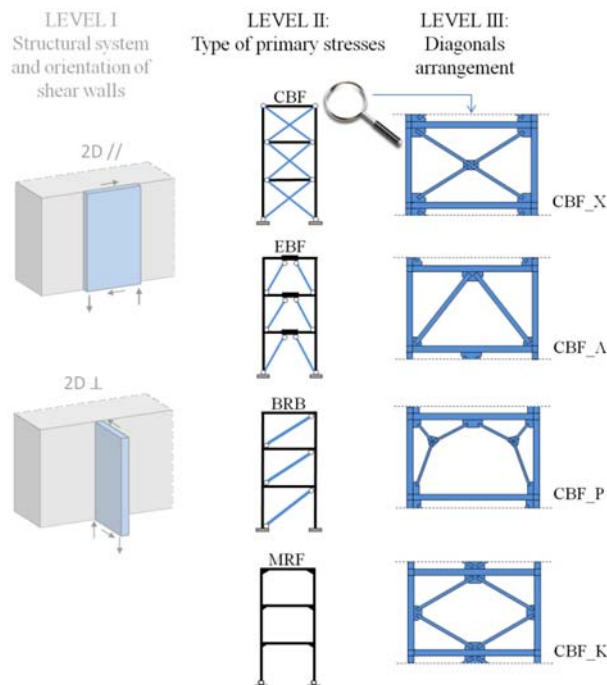 LEVEL I
Structural system
and orientation of
shear walls
2D //
2D ⊥
LEVEL II:
Type of primary stresses
CBF
EBF
BRB
MRF
LEVEL III:
Diagonals
arrangement
CBF_X
CBF_Λ
CBF_P
CBF_K